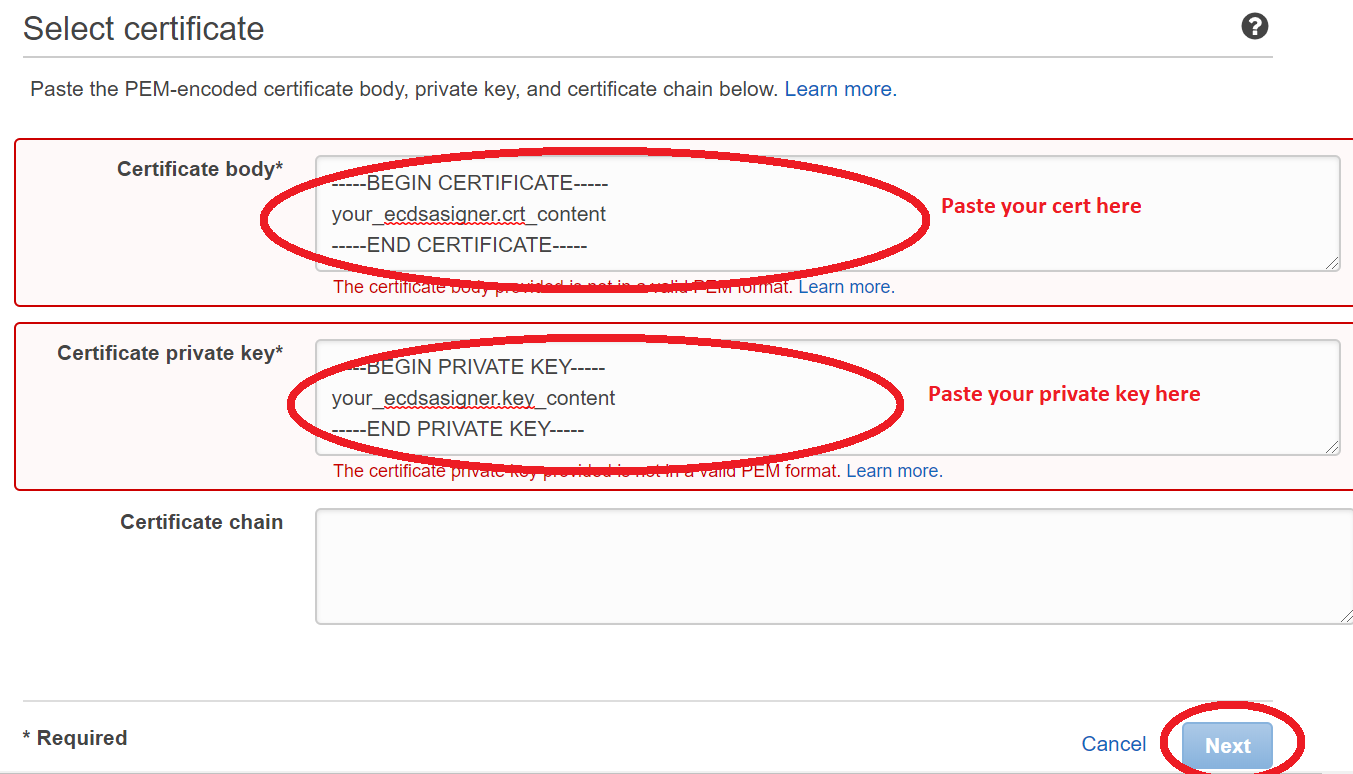 Select certificate
?
Paste the PEM-encoded certificate body, private key, and certificate chain below. Learn more.
Certificate body*
-----BEGIN CERTIFICATE-----
your_ecdsasigner.crt_content
-----END CERTIFICATE-----
Paste your cert here
The certificate body provided is not in a valid PEM format. Learn more.
Certificate private key*
-----BEGIN PRIVATE KEY-----
your_ecdsasigner.key_content
-----END PRIVATE KEY-----
Paste your private key here
The certificate private key provided is not in a valid PEM format. Learn more.
Certificate chain
* Required
Cancel
Next